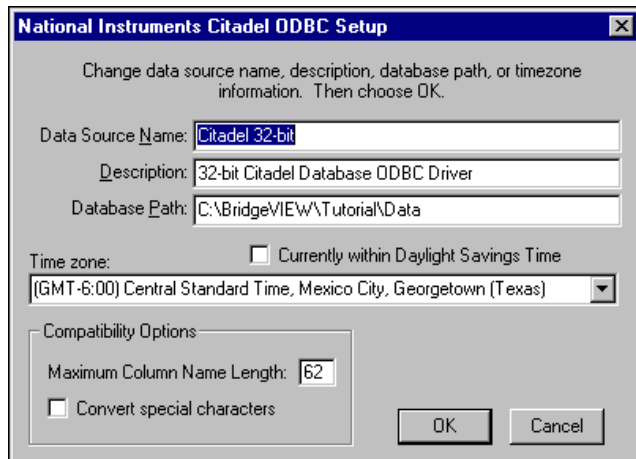 National Instruments Citadel ODBC Setup
Change data source name, description, database path, or timezone
information. Then choose OK.
Data Source Name: Citadel 32-bit
Description: 32-bit Citadel Database ODBC Driver
Database Path: C:\BridgeVIEW\Tutorial\Data
Currently within Daylight Savings Time
Time zone:
(GMT-6:00) Central Standard Time, Mexico City, Georgetown (Texas)
Compatibility Options
Maximum Column Name Length: 62
Convert special characters
OK Cancel